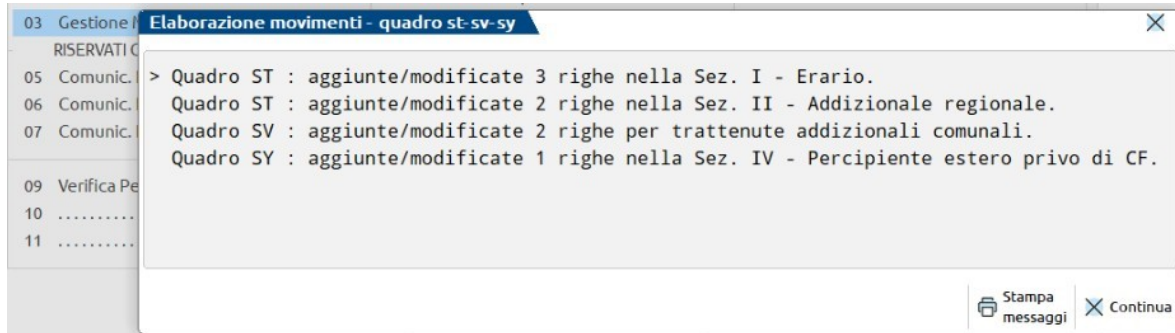 Elaborazione movimenti - quadro st-sv-sy
03 Gestione
RISERVATI
05 Comunic.
06 Comunic.
07 Comunic.
09 Verifica
10 ..........
11 ..........
> Quadro ST : aggiunte/modificate 3 righe nella Sez. I - Erario.
Quadro ST : aggiunte/modificate 2 righe nella Sez. II - Addizionale regionale.
Quadro SV : aggiunte/modificate 2 righe per trattenute addizionali comunali.
Quadro SY : aggiunte/modificate 1 righe nella Sez. IV - Percipiente estero privo di CF.
Stampa
messaggi
Continua